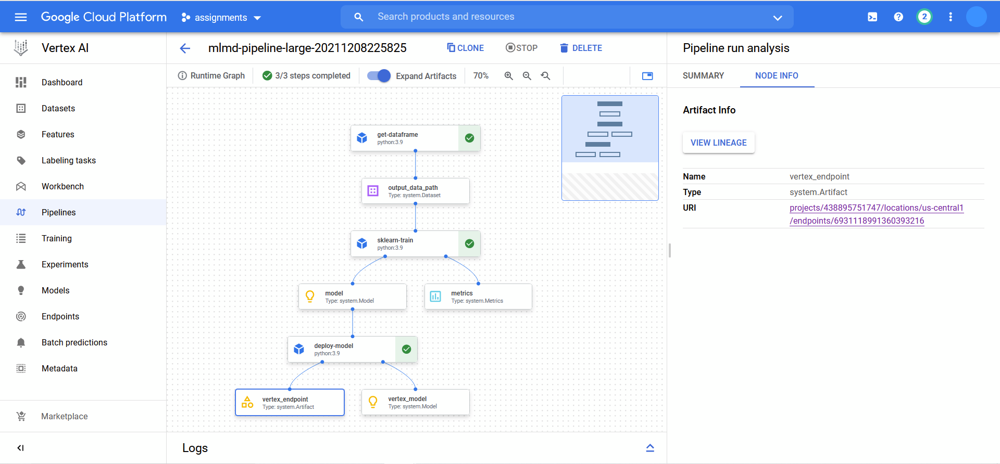 Google Cloud Platform
assignments
Search products and resources
2
Vertex AI
mlmd-pipeline-large-20211208225825
CLONE
STOP
DELETE
Pipeline run analysis
Runtime Graph
3/3 steps completed
Expand Artifacts
70%
SUMMARY
NODE INFO
Dashboard
Datasets
Features
Labeling tasks
Workbench
Pipelines
Training
Experiments
Models
Endpoints
Batch predictions
Metadata
Marketplace
get-dataframe
python:3.9
output_data_path
Type: system.Dataset
sklearn-train
python:3.9
model
Type: system.Model
metrics
Type: system.Metrics
deploy-model
python:3.9
vertex_endpoint
Type: system.Artifact
vertex_model
Type: system.Model
Logs
Artifact Info
VIEW LINEAGE
Name vertex_endpoint
Type system.Artifact
URI projects/438895751747/locations/us-central1
/endpoints/6931118991360393216